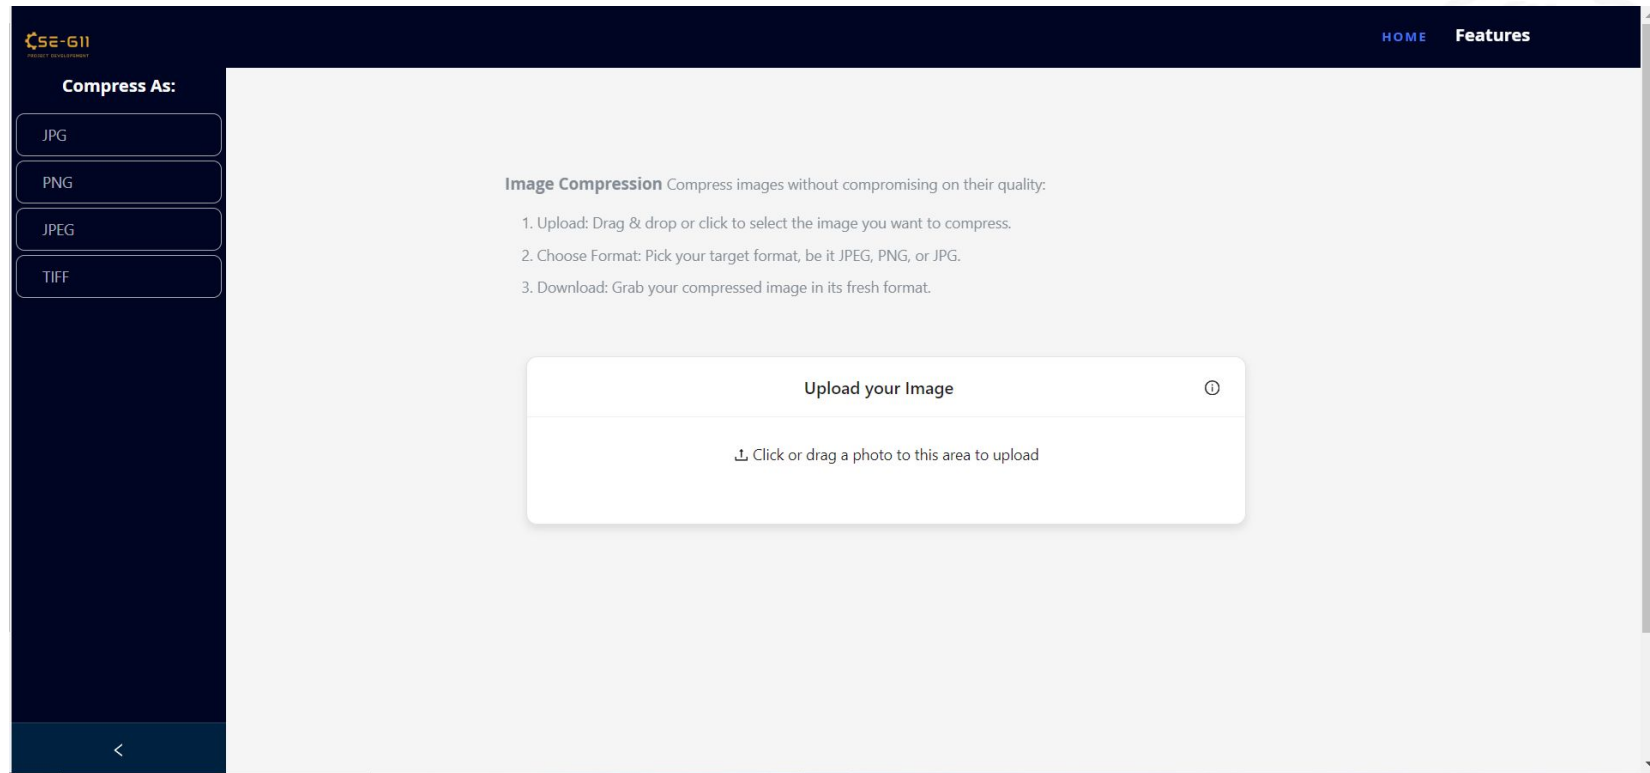 CSE-G11
PROJECT DEVELOPEMENT
HOME Features
Compress As:
JPG
PNG
JPEG
TIFF
Image Compression Compress images without compromising on their quality:
1. Upload: Drag & drop or click to select the image you want to compress.
2. Choose Format: Pick your target format, be it JPEG, PNG, or JPG.
3. Download: Grab your compressed image in its fresh format.
Upload your Image
Click or drag a photo to this area to upload